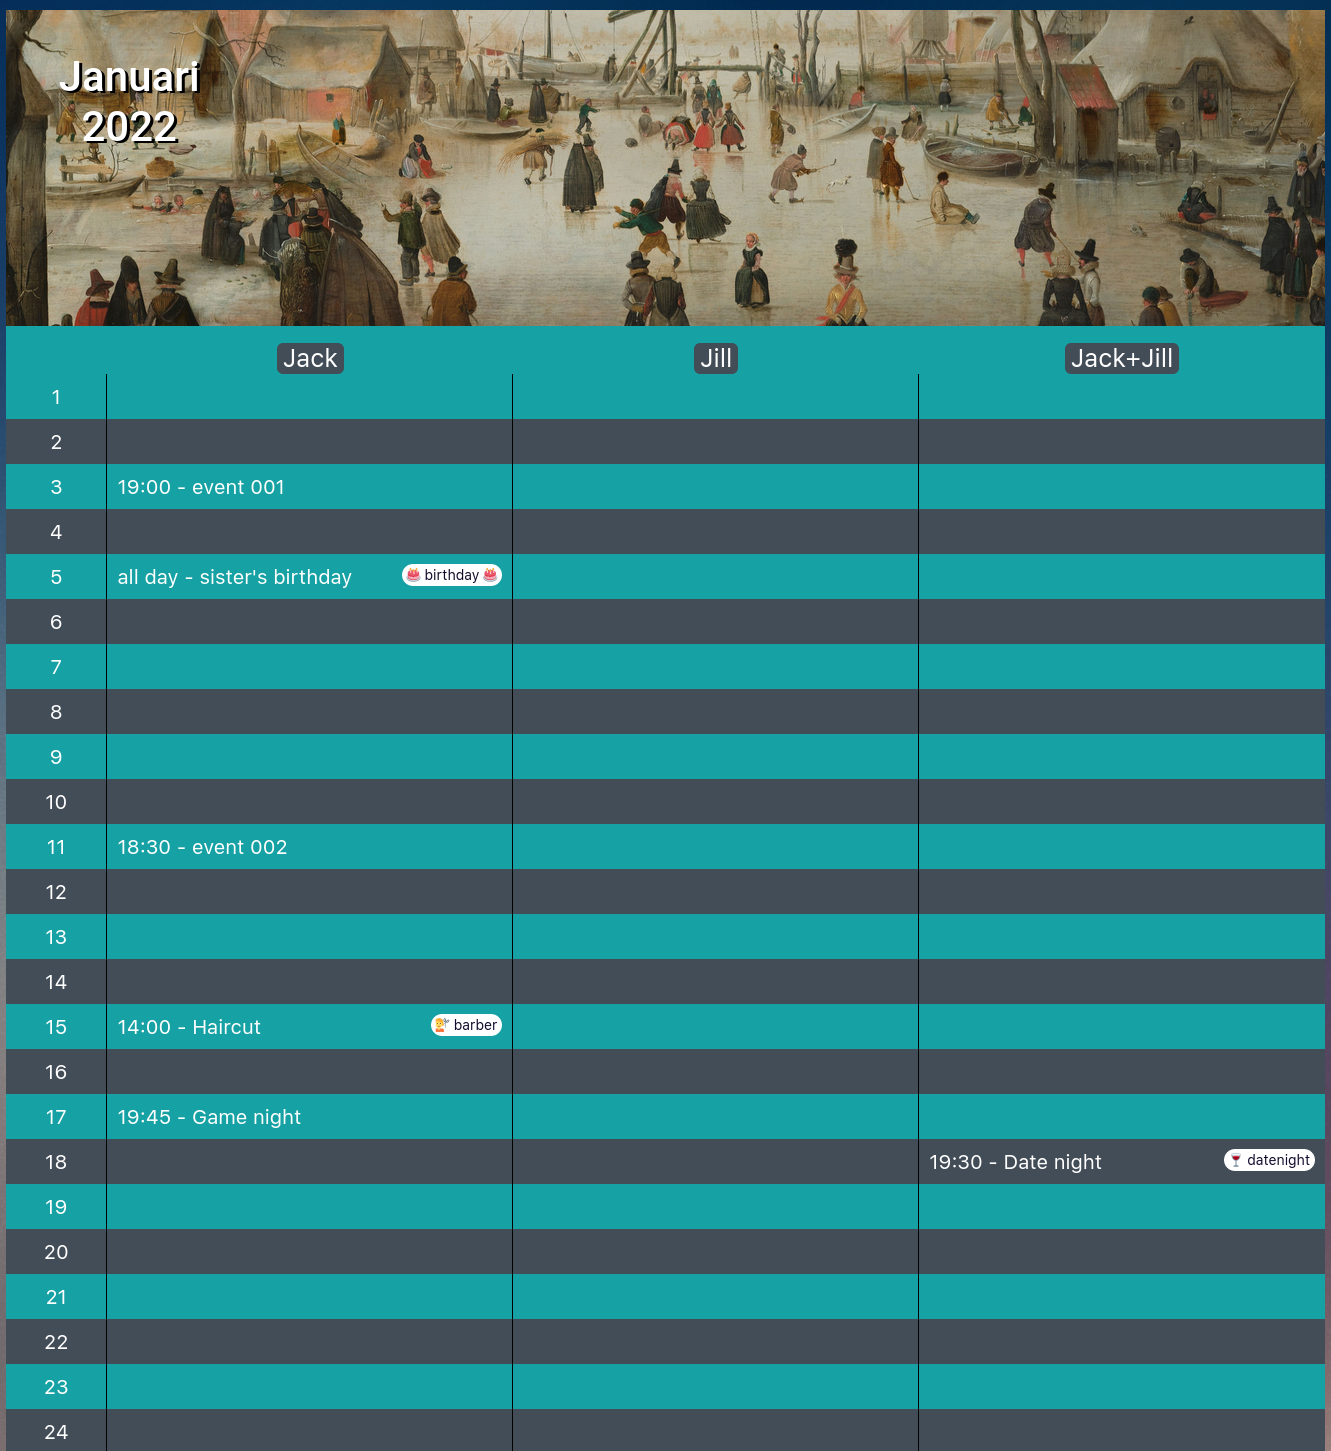 Januari
2022
Jack Jill Jack+Jill
1
2
3 19:00 - event 001
4
5 all day - sister's birthday 🎂 birthday 🎂
6
7
8
9
10
11 18:30 - event 002
12
13
14
15 14:00 - Haircut 💇 barber
16
17 19:45 - Game night
18 19:30 - Date night 🍷 datenight
19
20
21
22
23
24